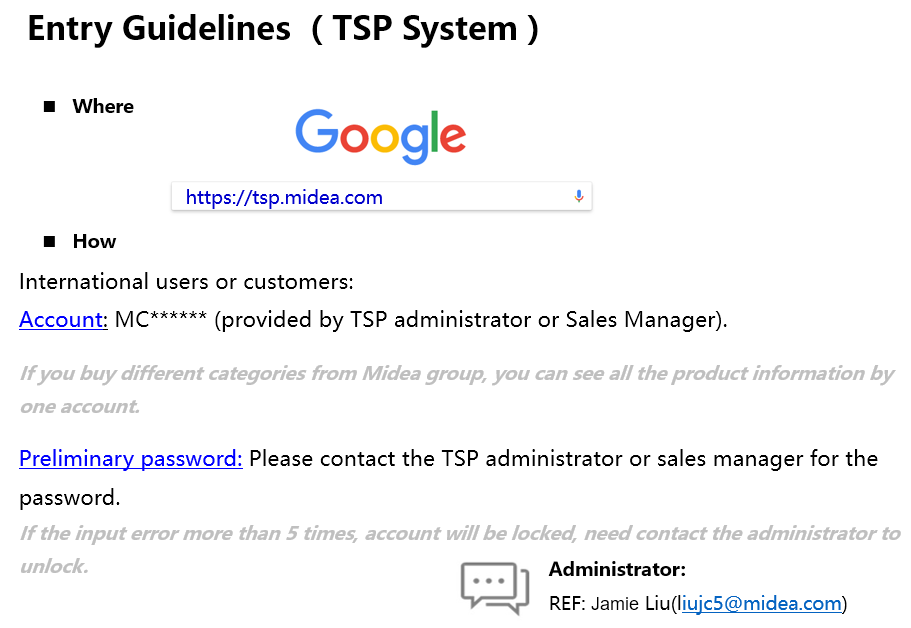 Entry Guidelines （TSP System）
■ Where
Google
https://tsp.midea.com
■ How
International users or customers:
Account: MC****** (provided by TSP administrator or Sales Manager).
If you buy different categories from Midea group, you can see all the product information by
one account.
Preliminary password: Please contact the TSP administrator or sales manager for the
password.
If the input error more than 5 times, account will be locked, need contact the administrator to
unlock.
Administrator:
REF: Jamie Liu(liujc5@midea.com)